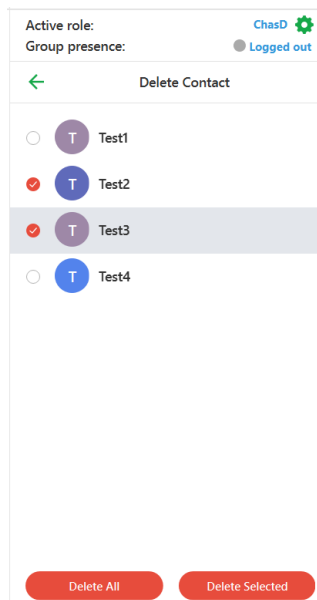 Active role: ChasD
Group presence: Logged out
Delete Contact
T Test1
T Test2
T Test3
T Test4
Delete All Delete Selected